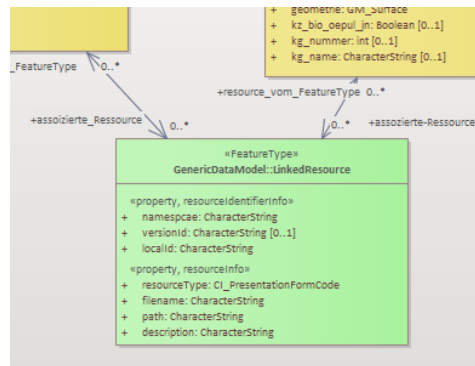 geometrie: GM_Surface
+ kz_bio_oepul_in: Boolean [0..1]
+ kg_nummer: int [0..1]
+ kg_name: CharacterString [0..1]
_FeatureType
0..*
+resource_vom_FeatureType 0..*
+assoizierte_Ressource
0..*
0..*
+assozierte-Ressource
«FeatureType»
GenericDataModel::LinkedResource
«property, resourceIdentifierInfo»
+ namespcae: CharacterString
+ versionId: CharacterString [0..1]
+ localId: CharacterString
«property, resourceInfo»
+ resourceType: CI_PresentationFormCode
+ filename: CharacterString
+ path: CharacterString
+ description: CharacterString